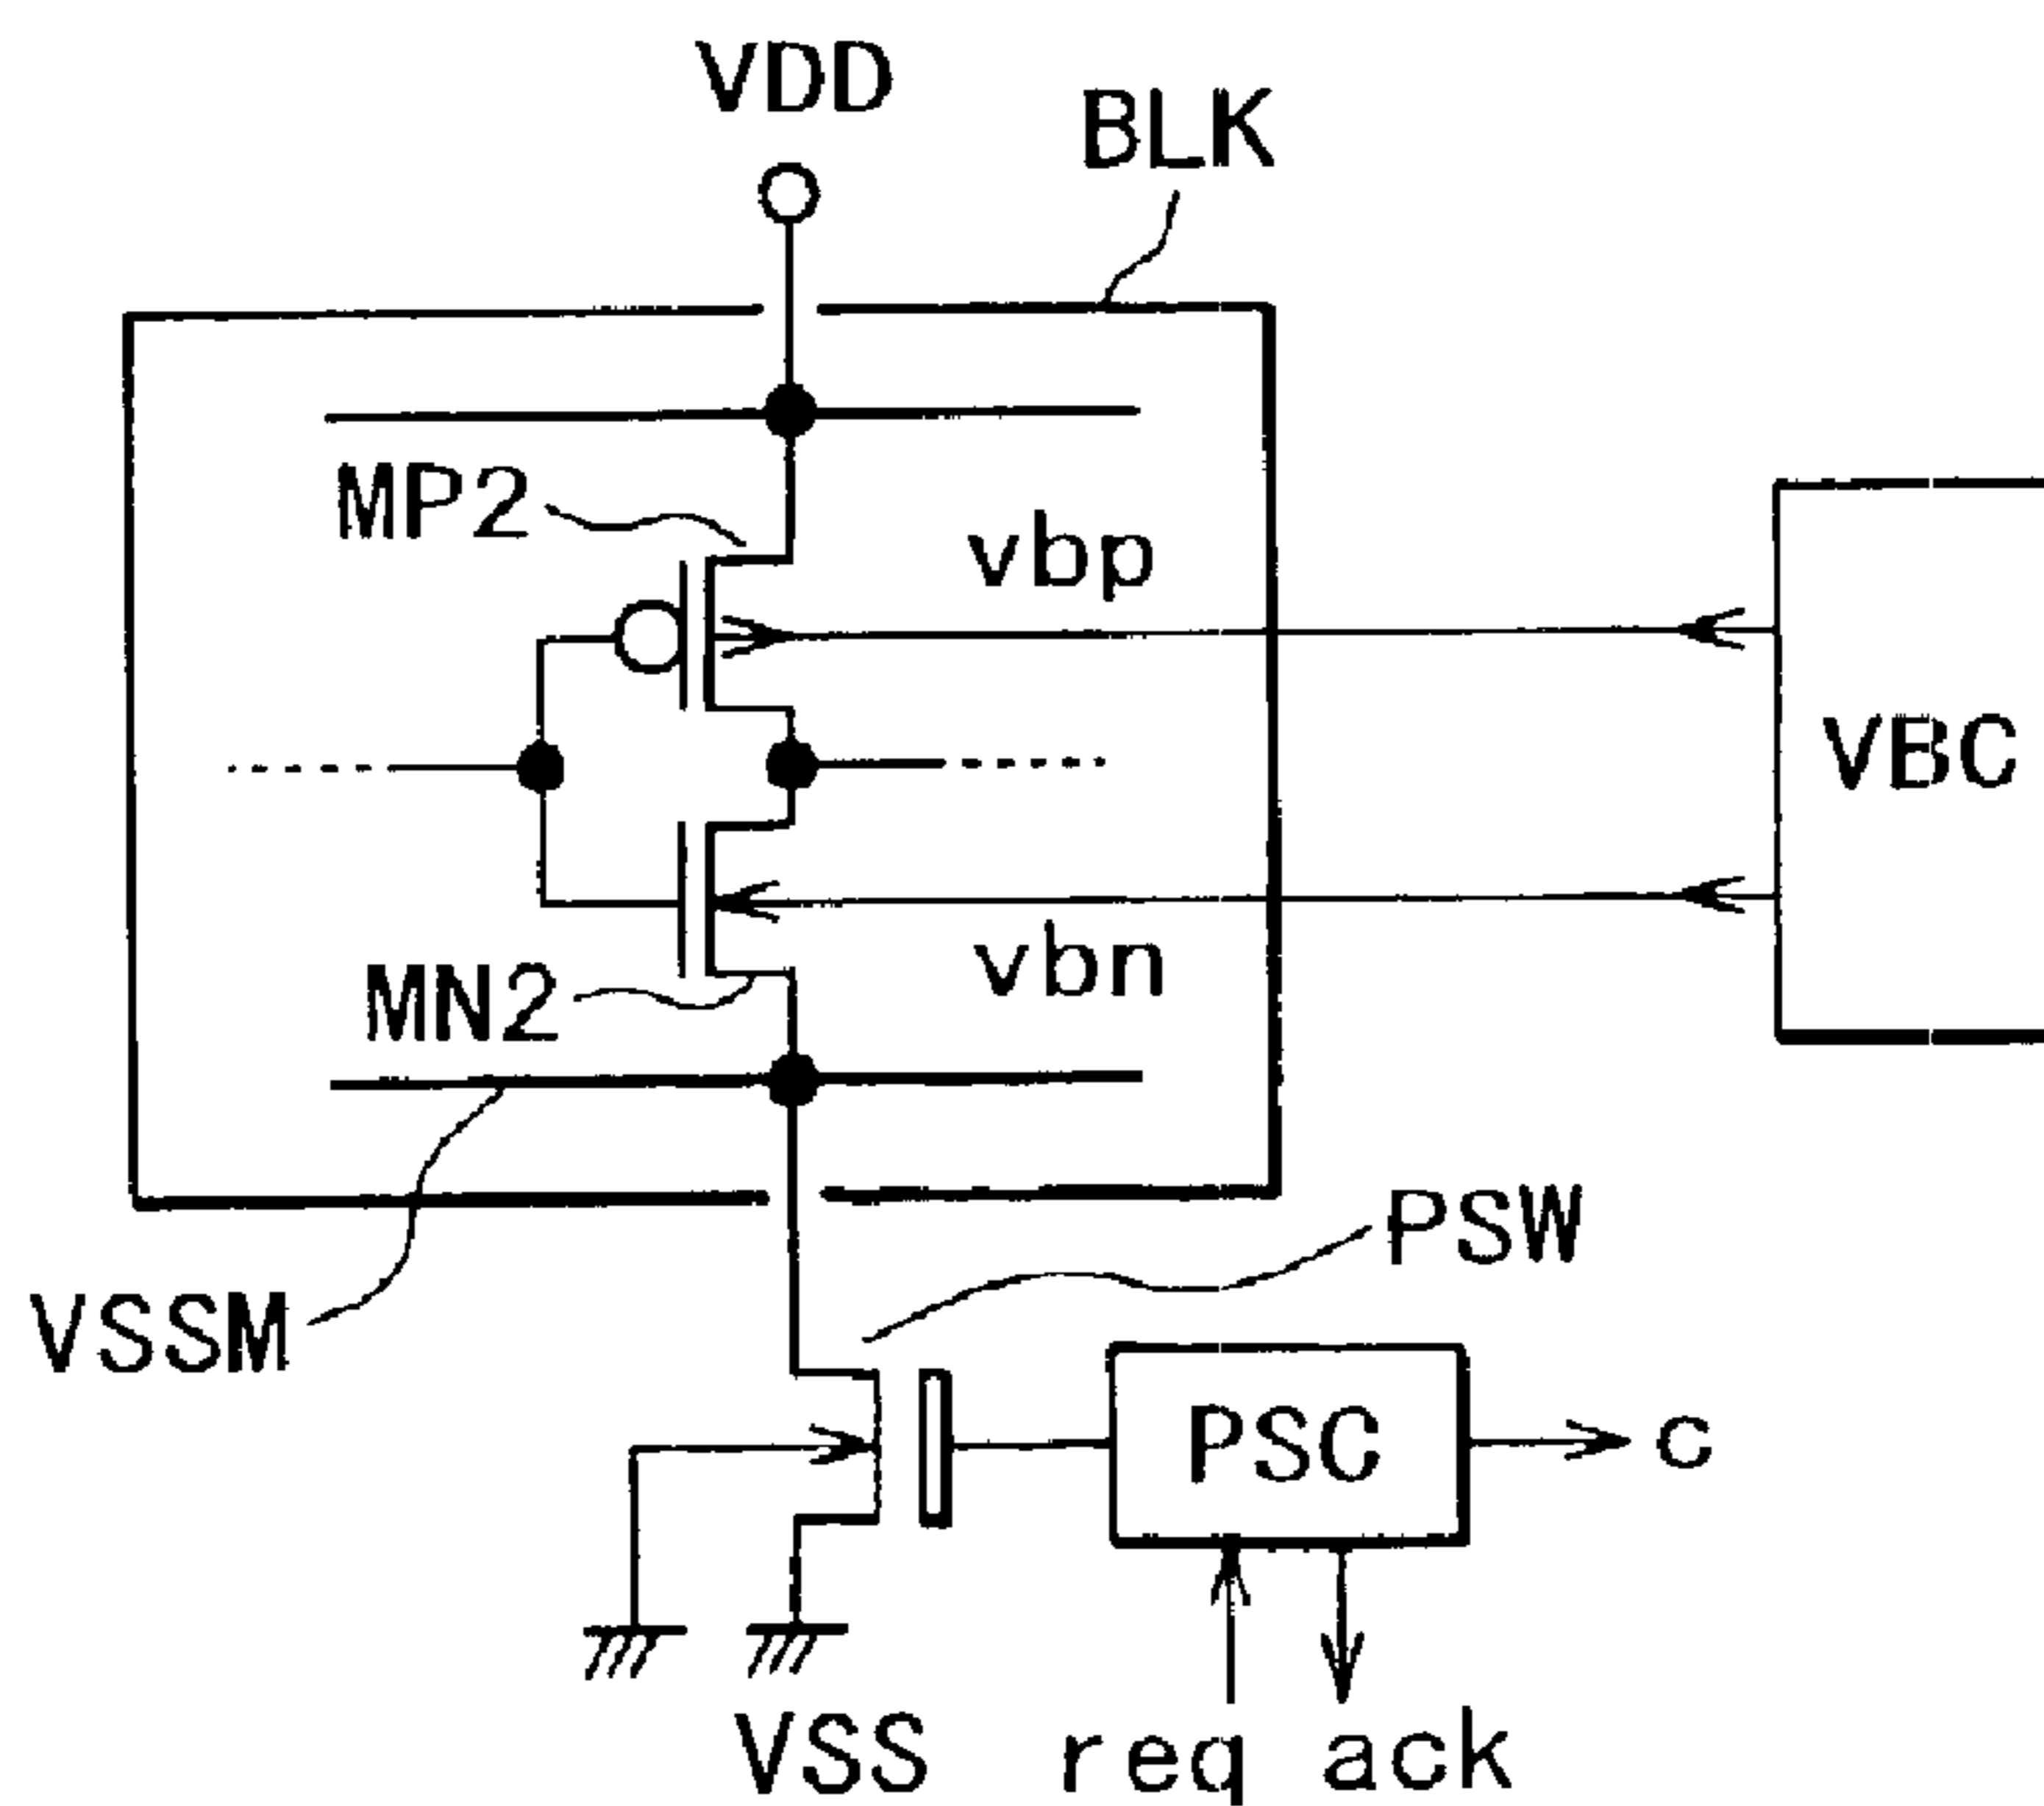 VDD
BLK
MP2
vbp
VBC
MN2
vbn
PSW
VSSM
PSC
c
VSS
req
ack